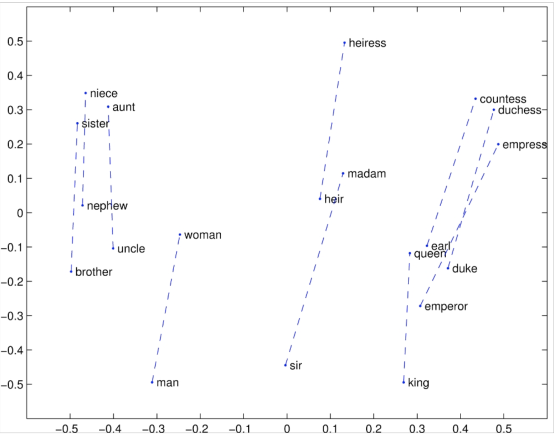 heiress
0.5
0.4
niece
countess
aunt
duchess
0.3
sister
empress
0.2
madam
0.1
heir
nephew
0
woman
earl
uncle
queen
−0.1
duke
brother
−0.2
emperor
−0.3
−0.4
sir
man
king
−0.5
−0.5 −0.4 −0.3 −0.2 −0.1 0 0.1 0.2 0.3 0.4 0.5